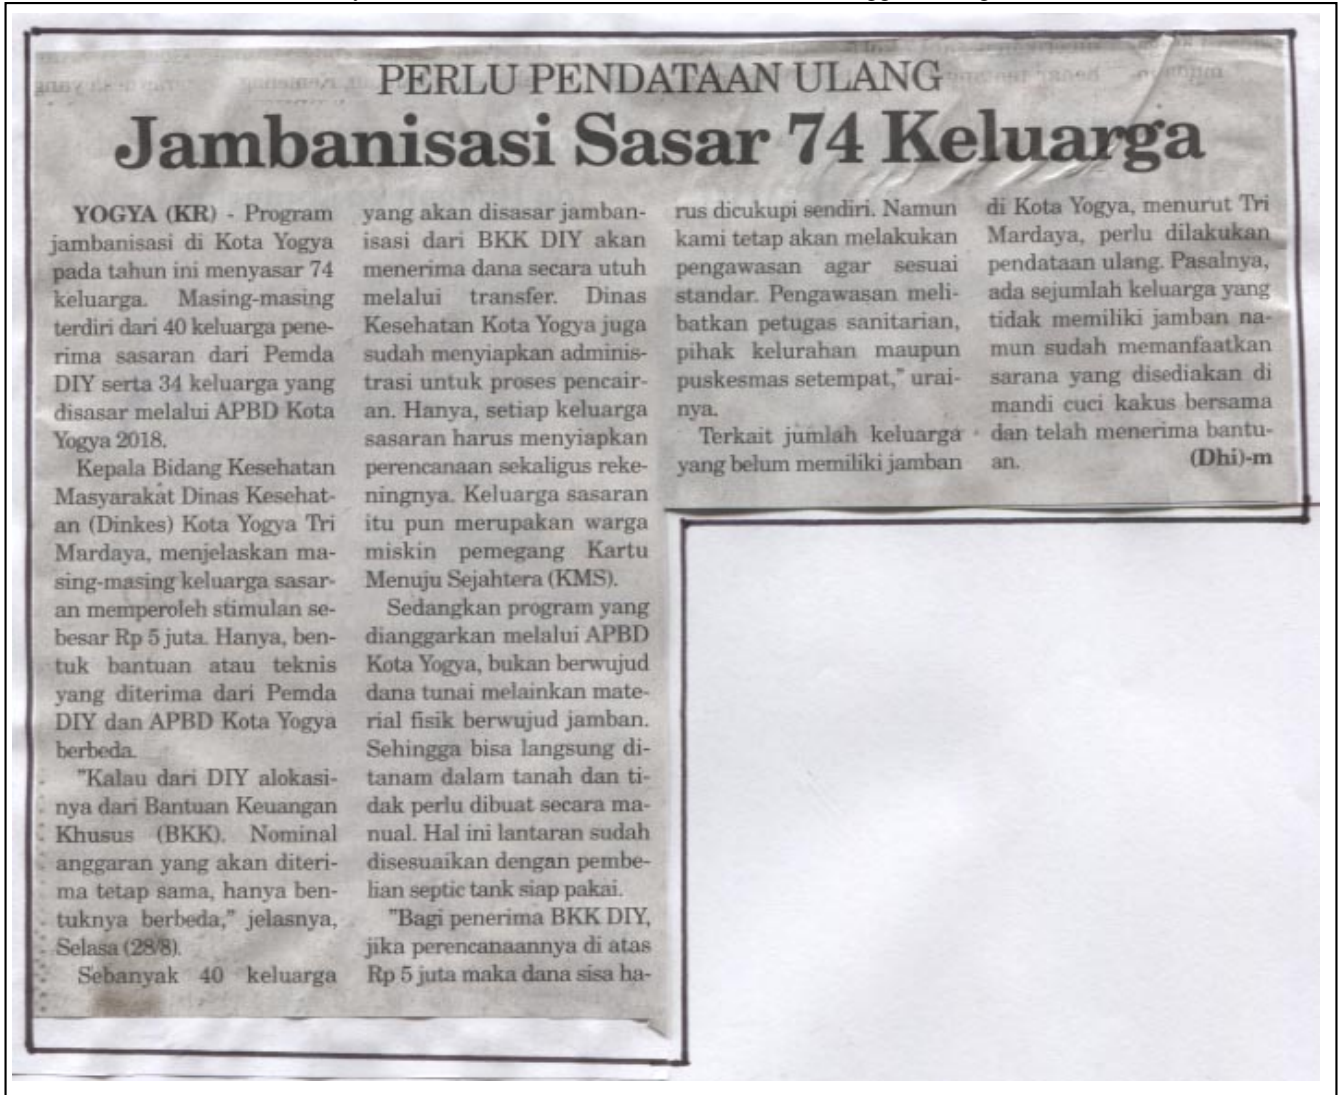 PERLU PENDATAAN ULANG
Jambanisasi Sasar 74 Keluarga
YOGYA (KR) - Program
jambanisasi di Kota Yogya
pada tahun ini menyasar 74
keluarga. Masing-masing
terdiri dari 40 keluarga pene-
rima sasaran dari Pemda
DIY serta 34 keluarga yang
disasar melalui APBD Kota
Yogya 2018.
Kepala Bidang Kesehatan
Masyarakat Dinas Kesehat-
an (Dinkes) Kota Yogya Tri
Mardaya, menjelaskan ma-
sing-masing keluarga sasar-
an memperoleh stimulan se-
besar Rp 5 juta. Hanya, ben-
tuk bantuan atau teknis
yang diterima dari Pemda
DIY dan APBD Kota Yogya
berbeda.
"Kalau dari DIY alokasi-
nya dari Bantuan Keuangan
Khusus (BKK). Nominal
anggaran yang akan diteri-
ma tetap sama, hanya ben-
tuknya berbeda," jelasnya,
Selasa (28/8).
Sebanyak 40 keluarga
yang akan disasar jamban-
isasi dari BKK DIY akan
menerima dana secara utuh
melalui transfer. Dinas
Kesehatan Kota Yogya juga
sudah menyiapkan adminis-
trasi untuk proses pencair-
an. Hanya, setiap keluarga
sasaran harus menyiapkan
perencanaan sekaligus reke-
ningnya. Keluarga sasaran
itu pun merupakan warga
miskin pemegang Kartu
Menuju Sejahtera (KMS).
Sedangkan program yang
dianggarkan melalui APBD
Kota Yogya, bukan berwujud
dana tunai melainkan mate-
rial fisik berwujud jamban.
Sehingga bisa langsung di-
tanam dalam tanah dan ti-
dak perlu dibuat secara ma-
nual. Hal ini lantaran sudah
disesuaikan dengan pembe-
lian septic tank siap pakai.
"Bagi penerima BKK DIY,
jika perencanaannya di atas
Rp 5 juta maka dana sisa ha-
rus dicukupi sendiri. Namun
kami tetap akan melakukan
pengawasan agar sesuai
standar. Pengawasan meli-
batkan petugas sanitarian,
pihak kelurahan maupun
puskesmas setempat," urai-
nya.
Terkait jumlah keluarga
yang belum memiliki jamban
di Kota Yogya, menurut Tri
Mardaya, perlu dilakukan
pendataan ulang. Pasalnya,
ada sejumlah keluarga yang
tidak memiliki jamban na-
mun sudah memanfaatkan
sarana yang disediakan di
mandi cuci kakus bersama
dan telah menerima bantu-
an. (Dhi)-m